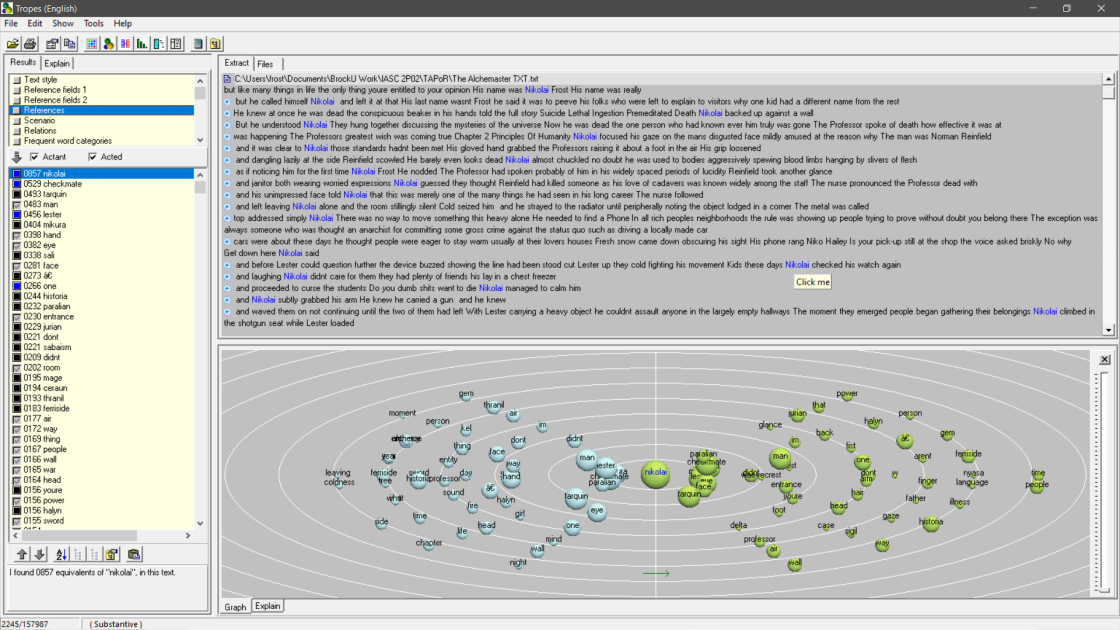 Tropes (English)
File Edit Show Tools Help
Results Explain
Text style
Reference fields 1
Reference fields 2
References
Scenario
Relations
Frequent word categories
Actant Acted
0857 nikolai
0529 checkmate
0493 tarquin
0483 man
0456 lester
0404 mikura
0398 hand
0382 eye
0338 sali
0281 face
0273 â€
0266 one
0244 historia
0232 paralian
0230 entrance
0229 jurian
0221 dont
0221 sabaism
0209 didnt
0202 room
0195 mage
0194 ceraun
0193 thranil
0183 ferriside
0177 air
0172 way
0169 thing
0167 people
0166 wall
0165 war
0164 head
0156 youre
0156 power
0156 halyn
0155 sword
I found 0857 equivalents of "nikolai", in this text.
2245/157987 ( Substantive )
Extract Files
C:\Users\frost\Documents\BrockU Work\IASC 2P02\TAPoR\The Alchemaster TXT.txt
but like many things in life the only thing youre entitled to your opinion His name was Nikolai Frost His name was really
but he called himself Nikolai and left it at that His last name wasnt Frost he said it was to peeve his folks who were left to explain to visitors why one kid had a different name from the rest
He knew at once he was dead the conspicuous beaker in his hands told the full story Suicide Lethal Ingestion Premeditated Death Nikolai backed up against a wall
But he understood Nikolai They hung together discussing the mysteries of the universe Now he was dead the one person who had known ever him truly was gone The Professor spoke of death how effective it was at
was happening The Professors greatest wish was coming true Chapter 2 Principles Of Humanity Nikolai focused his gaze on the mans disgusted face mildly amused at the reason why The man was Norman Reinfield
and it was clear to Nikolai those standards hadnt been met His gloved hand grabbed the Professors raising it about a foot in the air His grip loosened
and dangling lazily at the side Reinfield scowled He barely even looks dead Nikolai almost chuckled no doubt he was used to bodies aggressively spewing blood limbs hanging by slivers of flesh
as if noticing him for the first time Nikolai Frost He nodded The Professor had spoken probably of him in his widely spaced periods of lucidity Reinfield took another glance
and janitor both wearing worried expressions Nikolai guessed they thought Reinfield had killed someone as his love of cadavers was known widely among the staff The nurse pronounced the Professor dead with
and his unimpressed face told Nikolai that this was merely one of the many things he had seen in his long career The nurse followed
and left leaving Nikolai alone and the room stillingly silent Cold seized him and he strayed to the radiator until peripherally noting the object lodged in a corner The metal was called
top addressed simply Nikolai There was no way to move something this heavy alone He needed to find a Phone In all rich peoples neighborhoods the rule was showing up people trying to prove without doubt you belong there The exception was
always someone who was thought an anarchist for committing some gross crime against the status quo such as driving a locally made car
cars were about these days he thought people were eager to stay warm usually at their lovers houses Fresh snow came down obscuring his sight His phone rang Niko Hailey Is your pick-up still at the shop the voice asked briskly No why
Get down here Nikolai said
and before Lester could question further the device buzzed showing the line had been stood cut Lester up they cold fighting his movement Kids these days Nikolai checked his watch again
and laughing Nikolai didnt care for them they had plenty of friends his lay in a chest freezer
and proceeded to curse the students Do you dumb shits want to die Nikolai managed to calm him
and Nikolai subtly grabbed his arm He knew he carried a gun and he knew
and waved them on not continuing until the two of them had left With Lester carrying a heavy object he couldnt assault anyone in the largely empty hallways The moment they emerged people began gathering their belongings Nikolai climbed in
the shotgun seat while Lester loaded
Click me
gem
thranil
air
moment
person
kel
im
thing
dont
didnt
year
entity
face
way
man
lester
leaving
coldness
ferriside
tree
sword
historia
professor
day
hand
paralian
what
sound
â€
halyn
tarquin
eye
side
time
fire
girl
one
life
head
mind
chapter
wall
night
nikolai
power
that
jurian
glance
back
halyn
person
gem
im
list
â€
paralian
checkmate
man
one
arent
ferriside
entrance
dont
arm
w
finger
nyasa
language
time
people
tarquin
face
youre
hair
father
illness
foot
head
gaze
historia
delta
case
sigil
way
professor
air
wall
Graph Explain